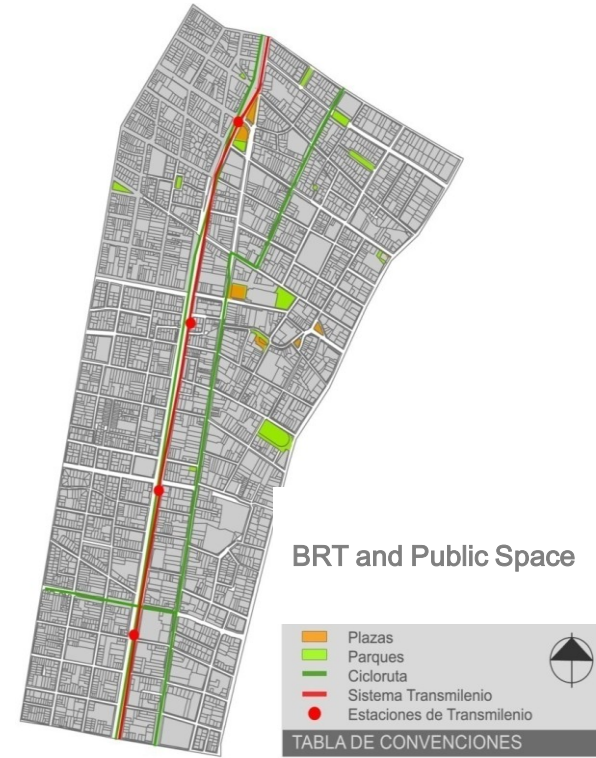 BRT and Public Space
Plazas
Parques
Cicloruta
Sistema Transmilenio
Estaciones de Transmilenio
TABLA DE CONVENCIONES